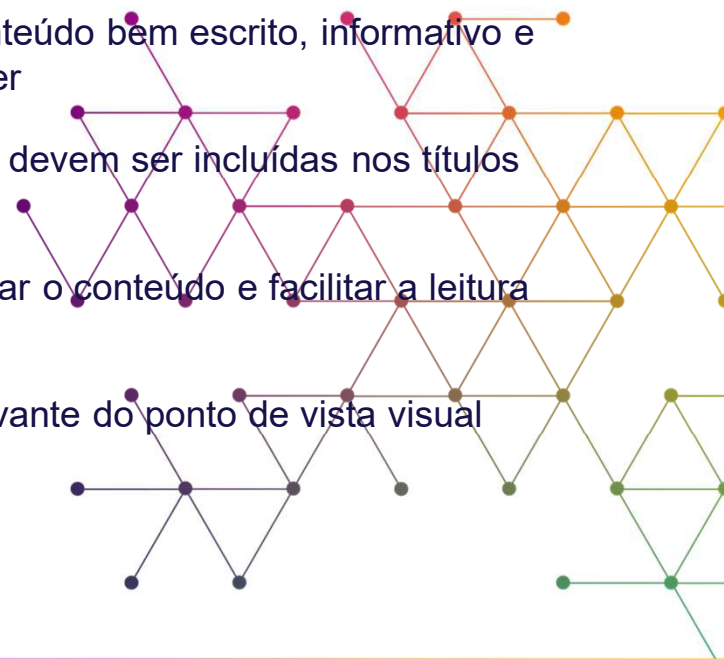 nteúdo bem escrito, informativo e
er
devem ser incluídas nos títulos
ar o conteúdo e facilitar a leitura
vante do ponto de vista visual